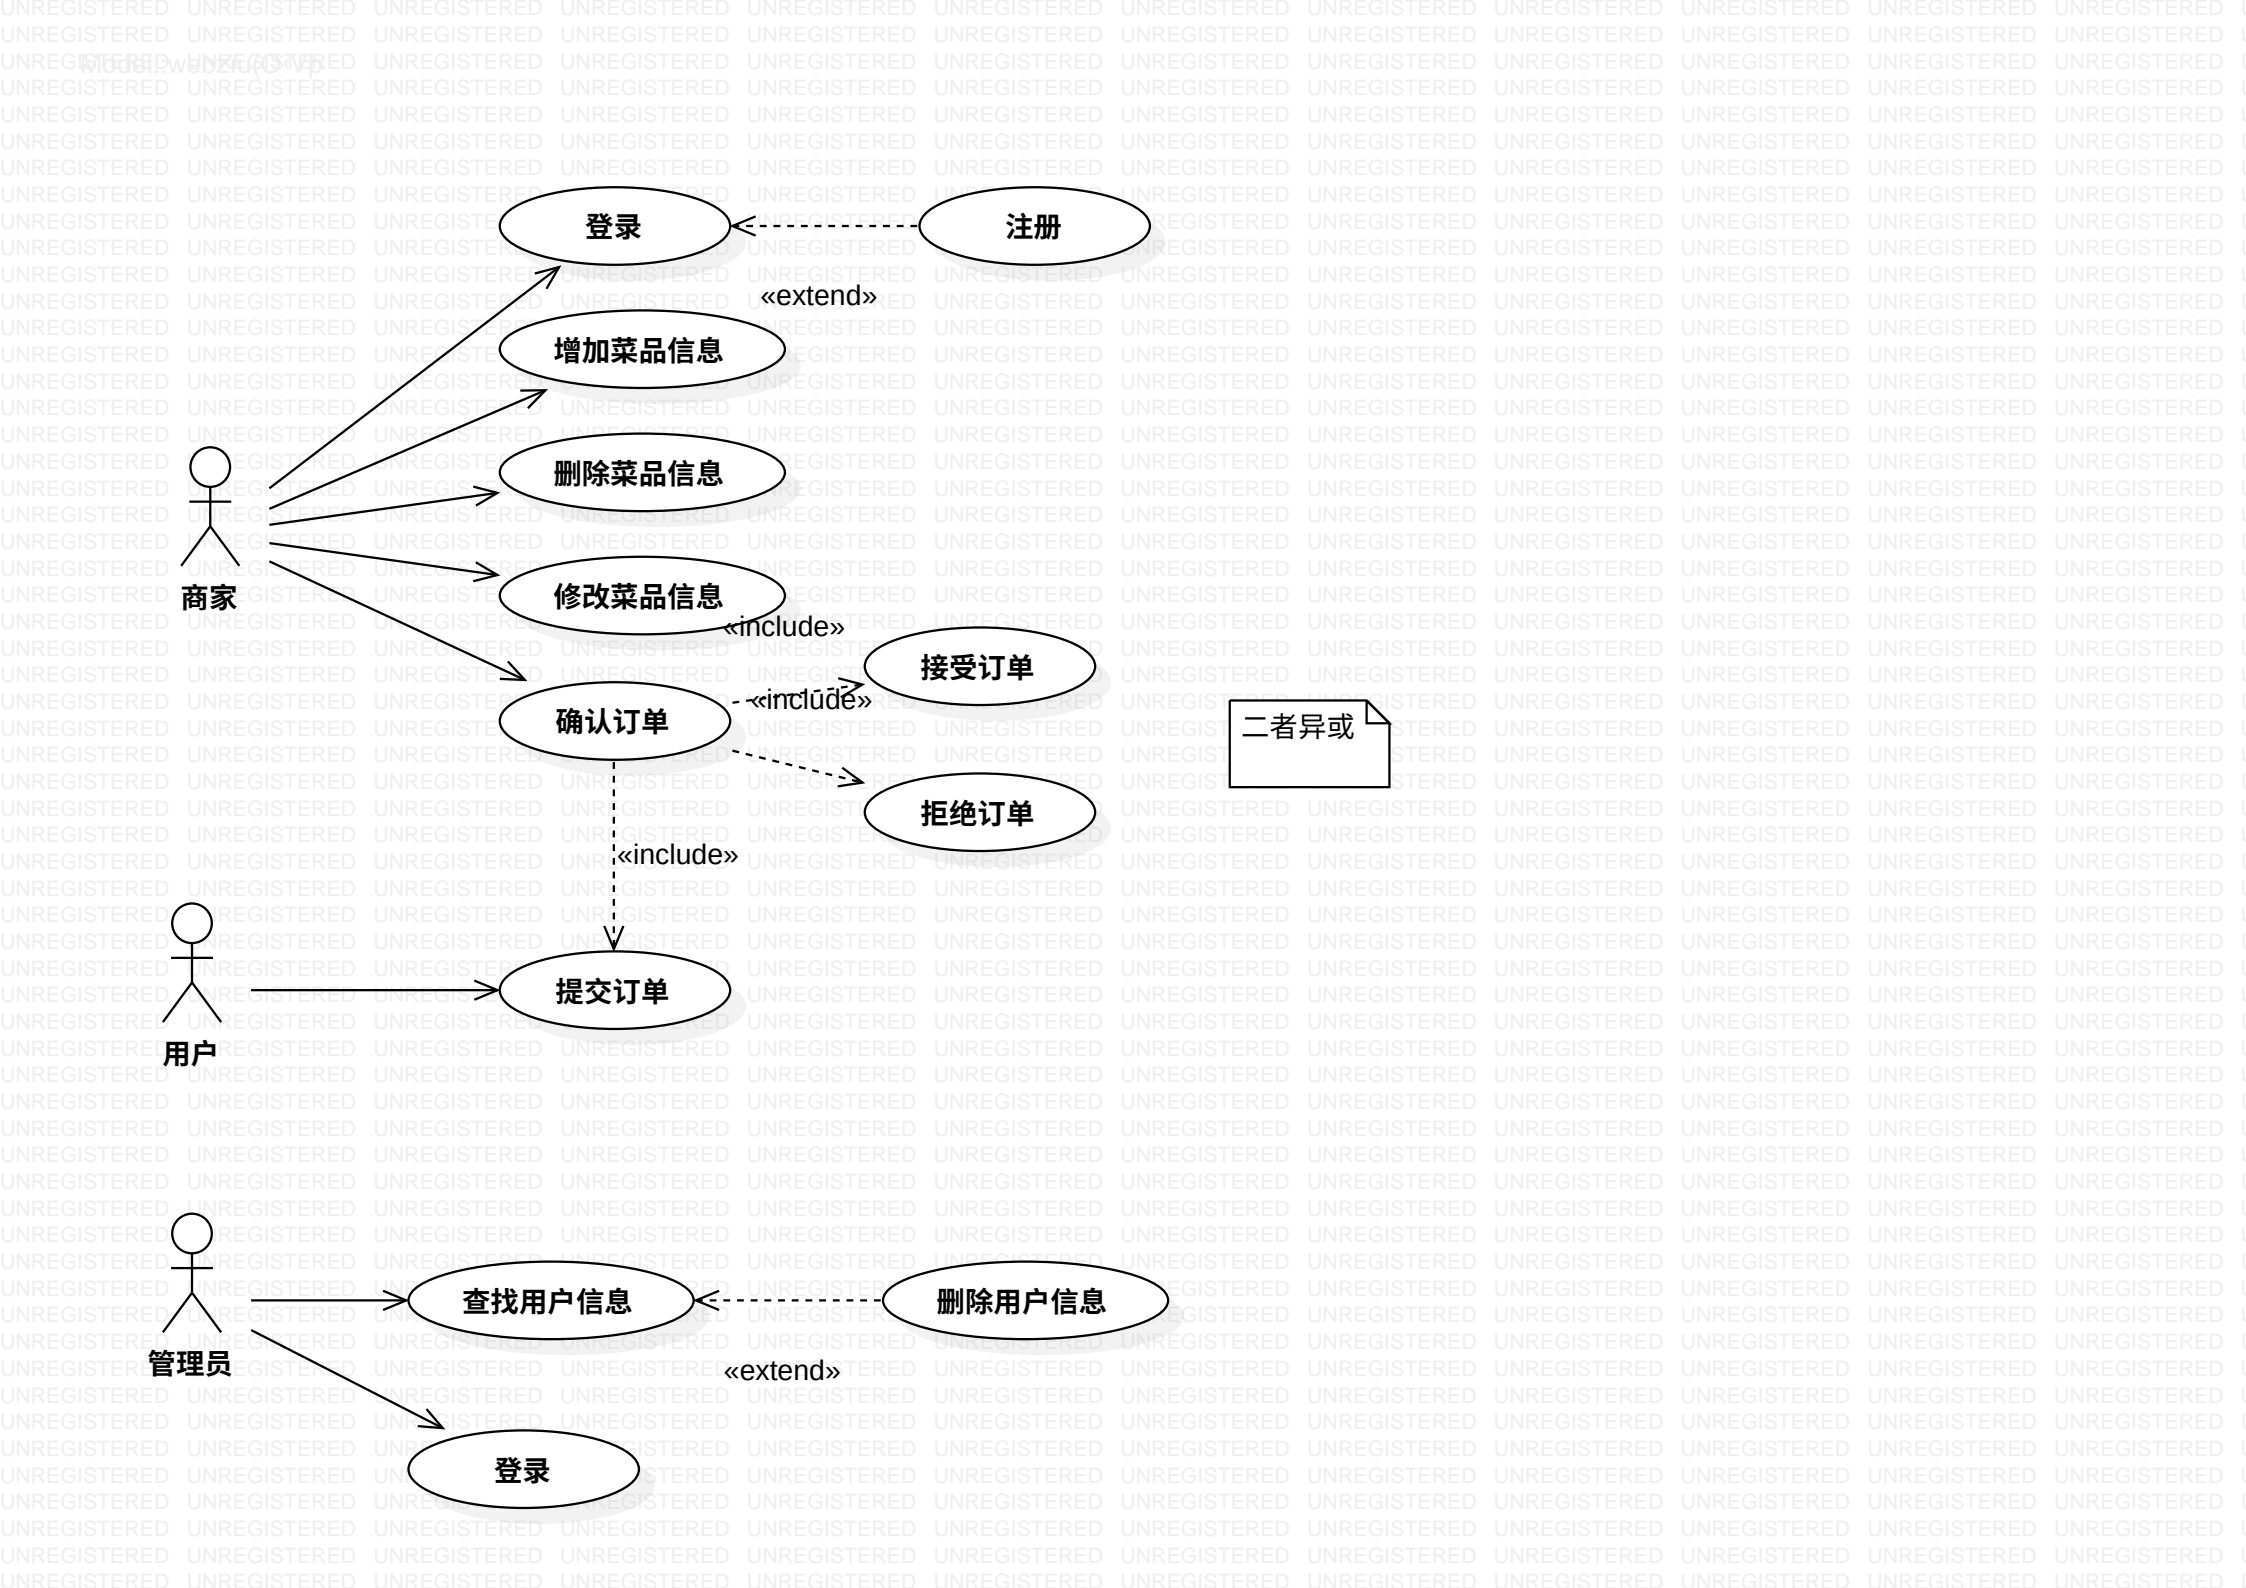 登录
注册
«extend»
增加菜品信息
删除菜品信息
商家
修改菜品信息
«include»
接受订单
«include»
确认订单
二者异或
拒绝订单
«include»
用户
提交订单
管理员
查找用户信息
删除用户信息
«extend»
登录
UNREGISTERED